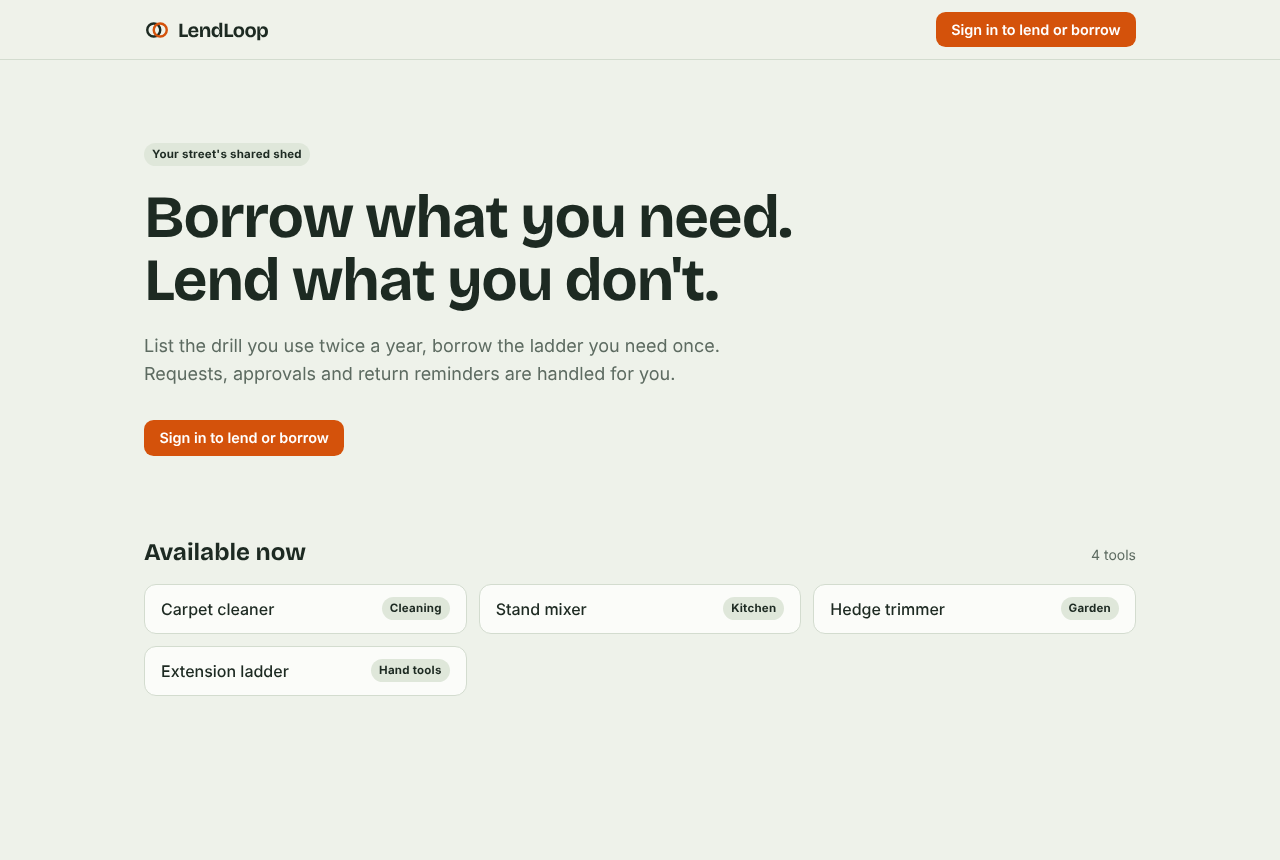 LendLoop
Sign in to lend or borrow
Your street's shared shed
Borrow what you need.
Lend what you don't.
List the drill you use twice a year, borrow the ladder you need once.
Requests, approvals and return reminders are handled for you.
Sign in to lend or borrow
Available now
4 tools
Carpet cleaner
Cleaning
Stand mixer
Kitchen
Hedge trimmer
Garden
Extension ladder
Hand tools